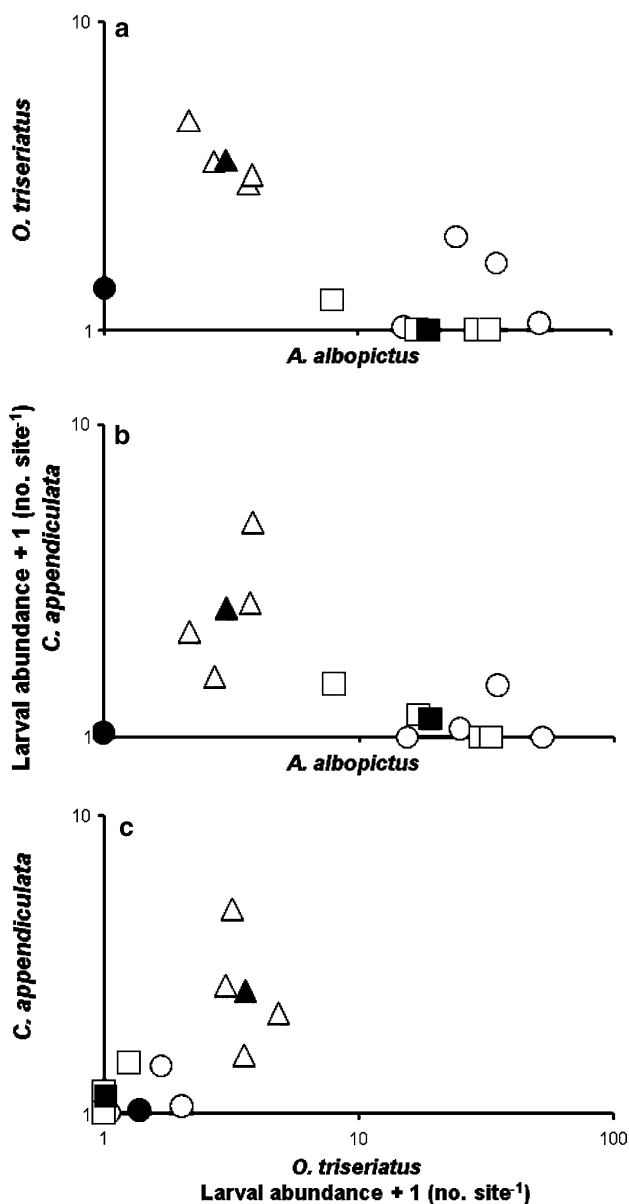 10
a
O. triseriatus
1
A. albopictus
10
b
Larval abundance + 1 (no. site-1)
C. appendiculata
1
A. albopictus
10
c
C. appendiculata
1
1
10
100
O. triseriatus
Larval abundance + 1 (no. site-1)